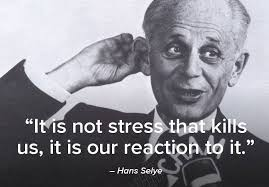 “It is not stress that kills
us, it is our reaction to it.”
– Hans Selye